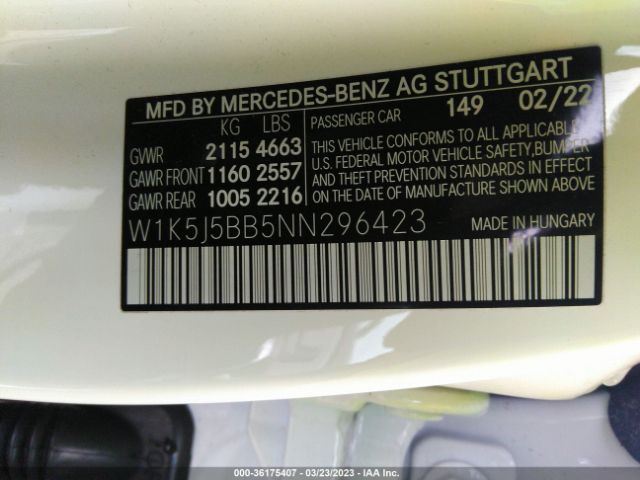 MFD BY MERCEDES-BENZ AG STUTTGART
KG LBS
GVWR 2115 4663
GAWR FRONT 1160 2557
GAWR REAR 1005 2216
PASSENGER CAR 149 02/22
THIS VEHICLE CONFORMS TO ALL APPLICABLE
U.S. FEDERAL MOTOR VEHICLE SAFETY,BUMPER
AND THEFT PREVENTION STANDARDS IN EFFECT
ON THE DATE OF MANUFACTURE SHOWN ABOVE
W1K5J5BB5NN296423
MADE IN HUNGARY
000-36175407 - 03/23/2023 - IAA Inc.